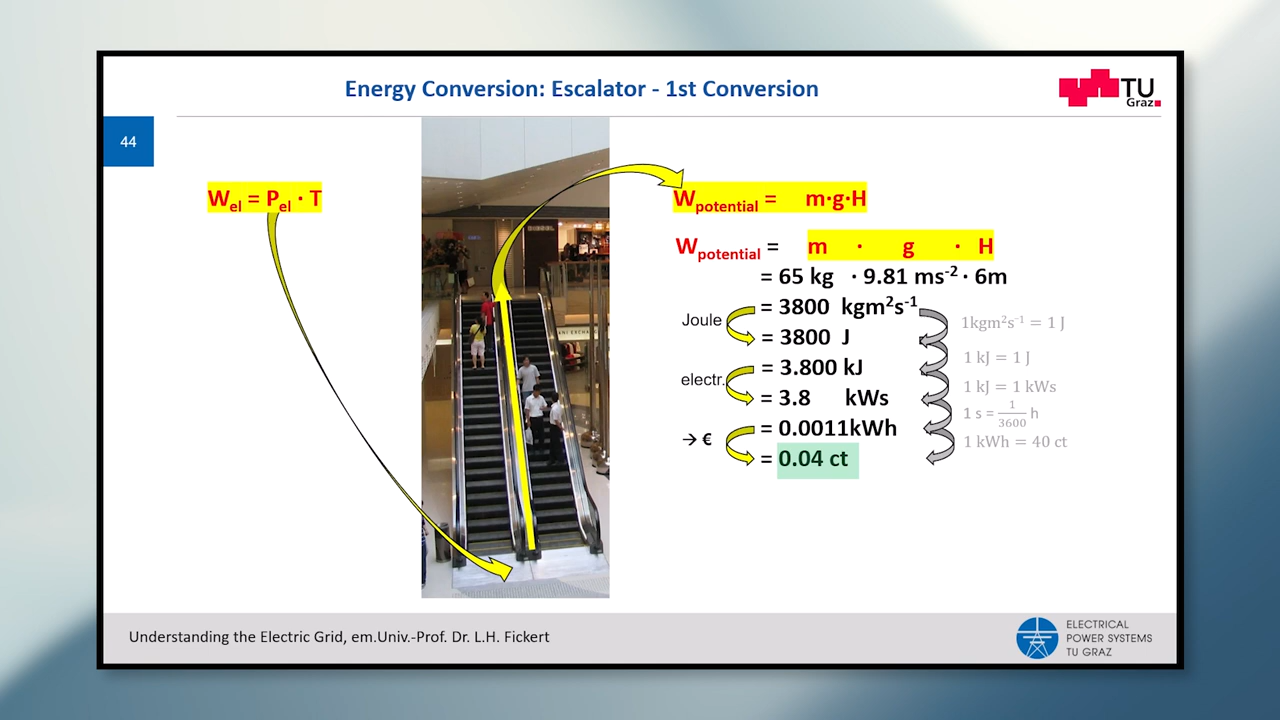 Energy Conversion: Escalator - 1st Conversion
TU
Graz
44
W_el = P_el · T
W_potential = m·g·H
W_potential = m · g · H
= 65 kg · 9.81 ms⁻² · 6m
= 3800 kgm²s⁻¹
Joule
1kgm²s⁻¹ = 1 J
= 3800 J
1 kJ = 1 J
= 3.800 kJ
electr.
1 kJ = 1 kWs
= 3.8 kWs
1 s = 1/3600 h
= 0.0011kWh
→ €
1 kWh = 40 ct
= 0.04 ct
Understanding the Electric Grid, em.Univ.-Prof. Dr. L.H. Fickert
ELECTRICAL
POWER SYSTEMS
TU GRAZ